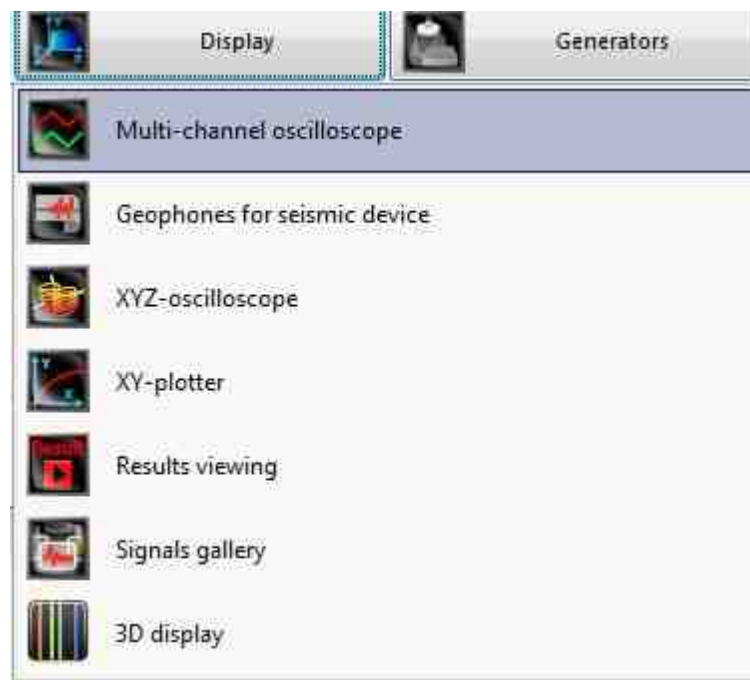 Display
Generators
Multi-channel oscilloscope
Geophones for seismic device
XYZ-oscilloscope
XY-plotter
Result
Results viewing
Signals gallery
3D display